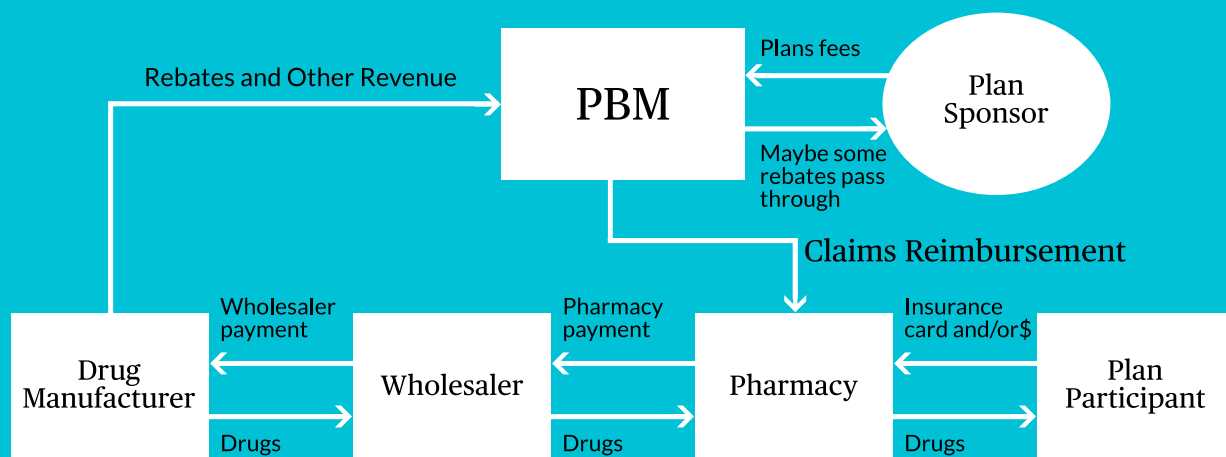 Rebates and Other Revenue
PBM
Plans fees
Plan
Sponsor
Maybe some
rebates pass
through
Claims Reimbursement
Wholesaler
payment
Pharmacy
payment
Insurance
card and/or$
Drug
Manufacturer
Wholesaler
Pharmacy
Plan
Participant
Drugs
Drugs
Drugs